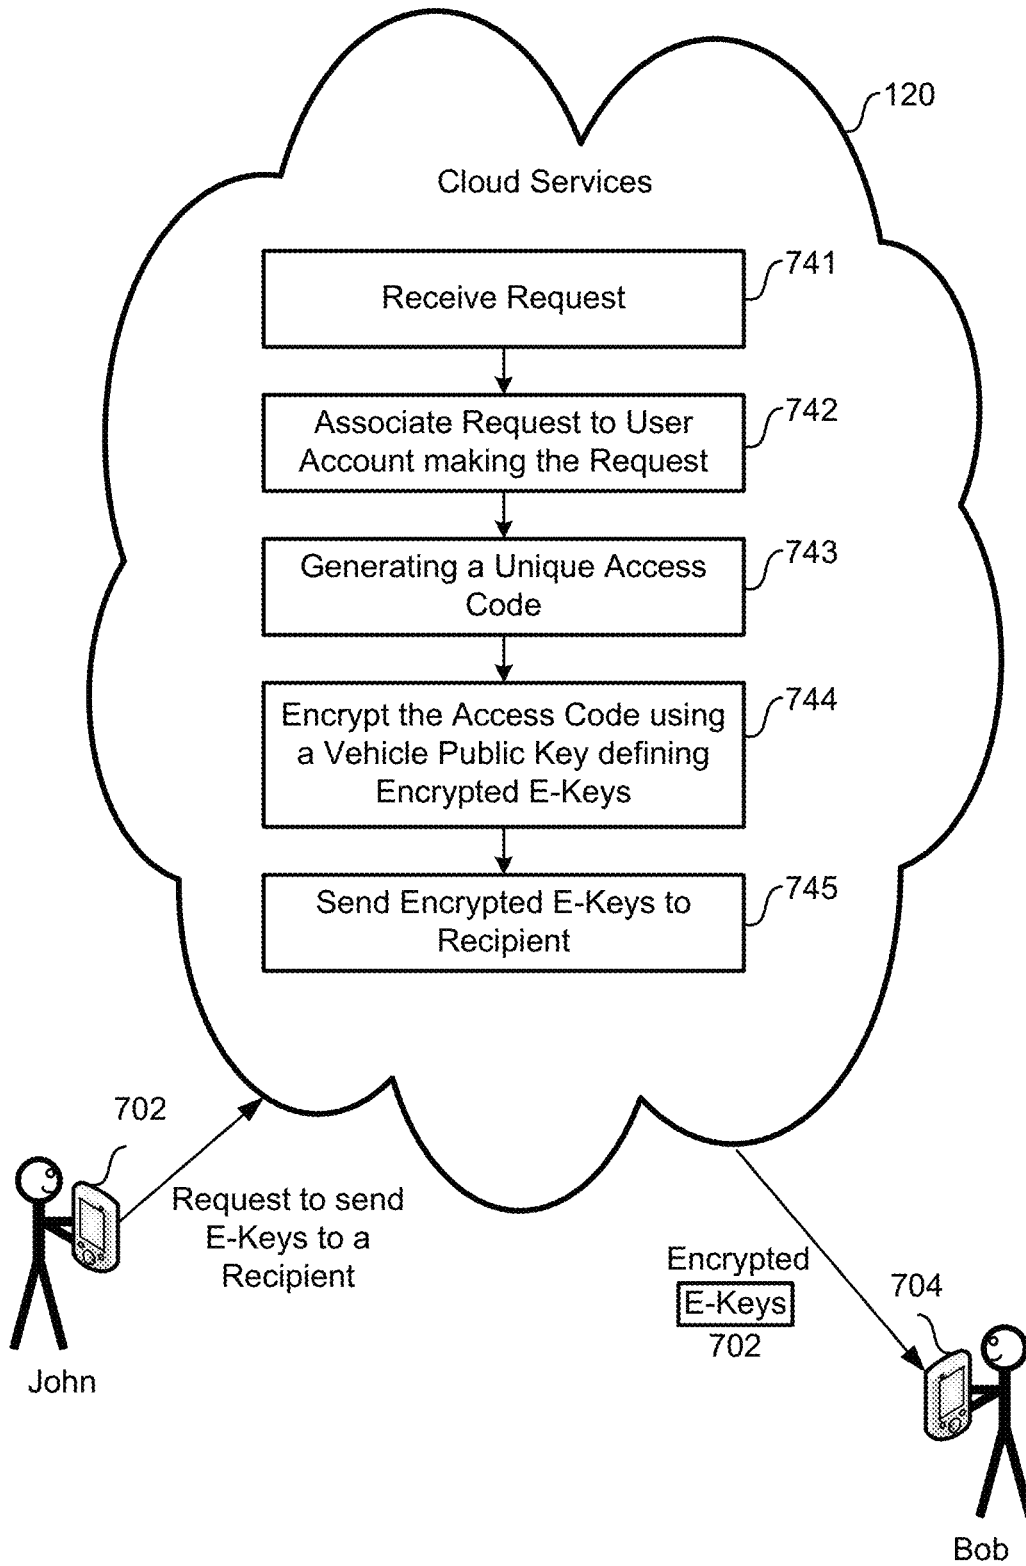 120
Cloud Services
741
Receive Request
742
Associate Request to User
Account making the Request
743
Generating a Unique Access
Code
744
Encrypt the Access Code using
a Vehicle Public Key defining
Encrypted E-Keys
745
Send Encrypted E-Keys to
Recipient
702
Request to send
E-Keys to a
Recipient
John
Encrypted
E-Keys
702
704
Bob